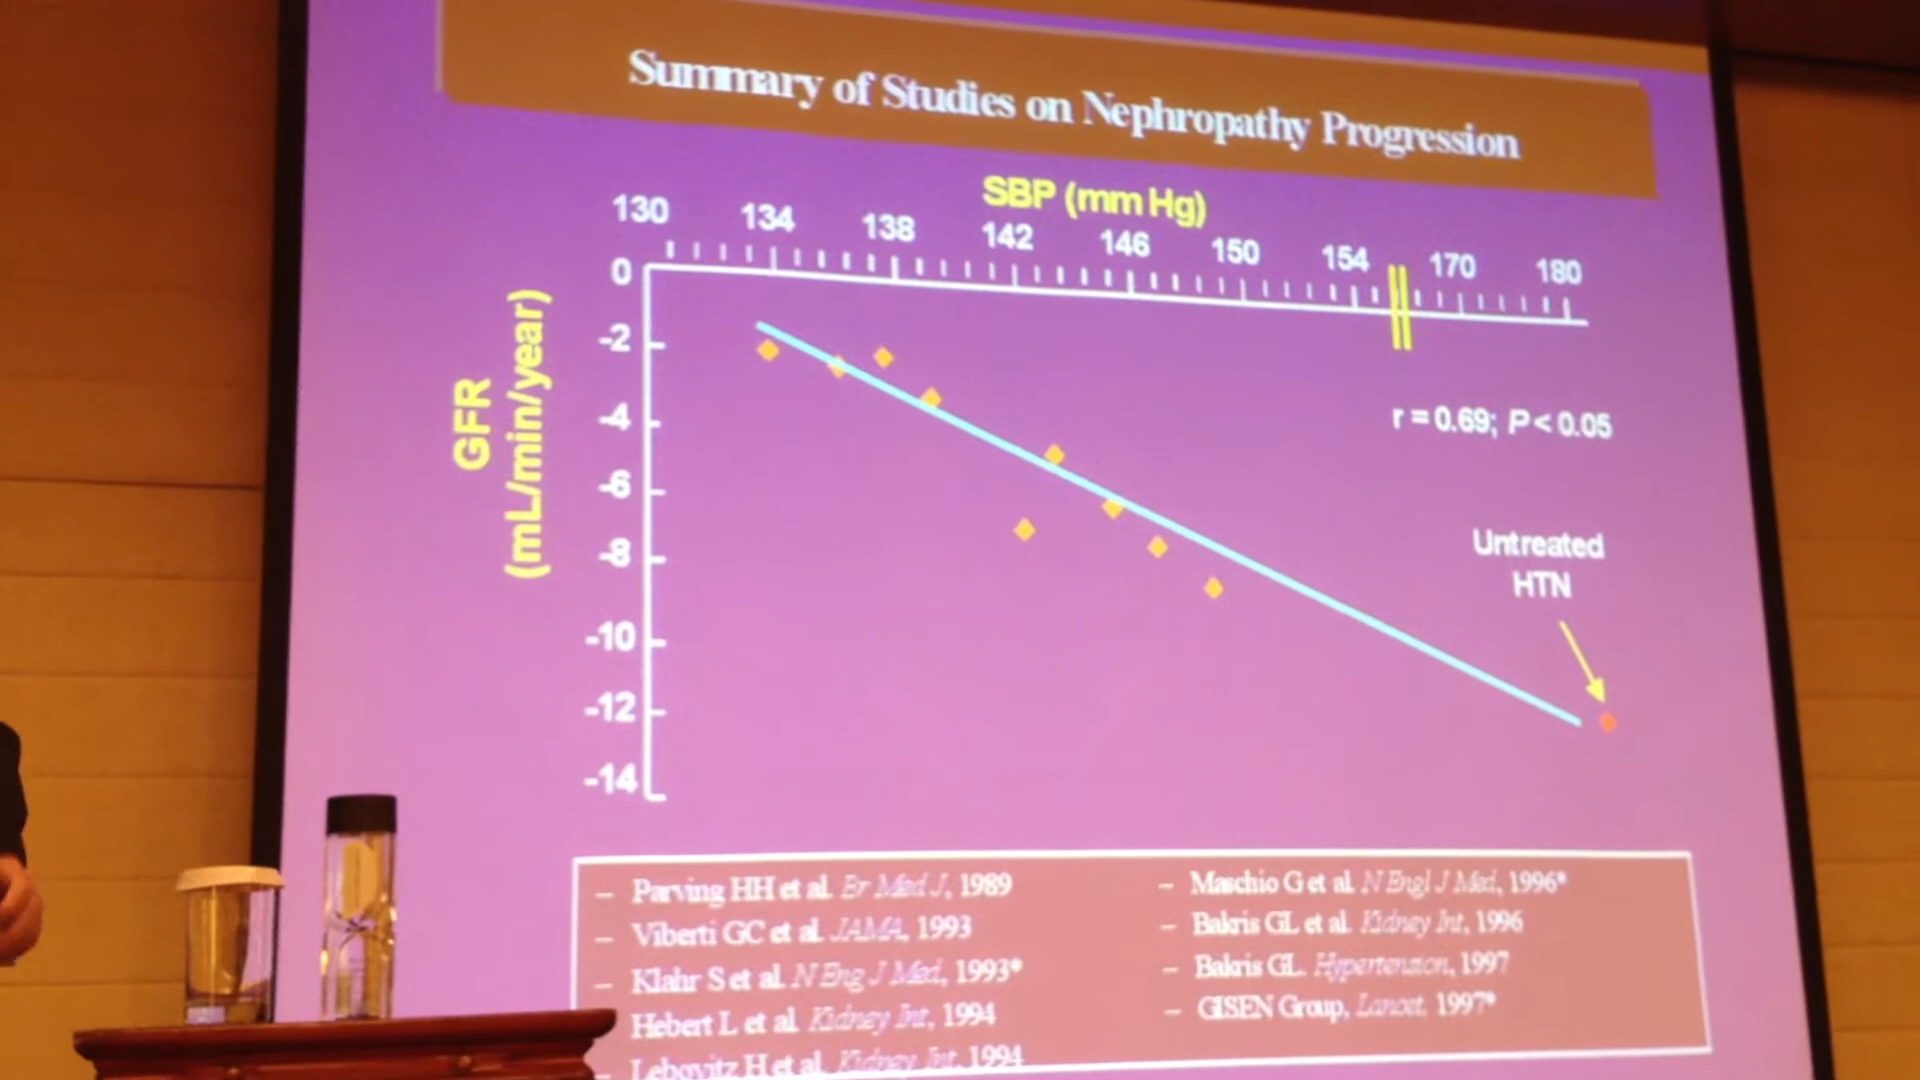 Summary of Studies on Nephropathy Progression
SBP (mm Hg)
130 134 138 142 146 150 154 170 180
0
-2
-4
-6
-8
-10
-12
-14
GFR
(mL/min/year)
r = 0.69; P < 0.05
Untreated
HTN
– Parving HH et al. Br Med J, 1989
– Viberti GC et al. JAMA, 1993
– Klahr S et al. N Eng J Med, 1993*
– Hebert L et al. Kidney Int, 1994
– Lebovitz H et al. Kidney Int, 1994
– Maschio G et al. N Engl J Med, 1996*
– Bakris GL et al. Kidney Int, 1996
– Bakris GL. Hypertension, 1997
– GISEN Group, Lancet, 1997*